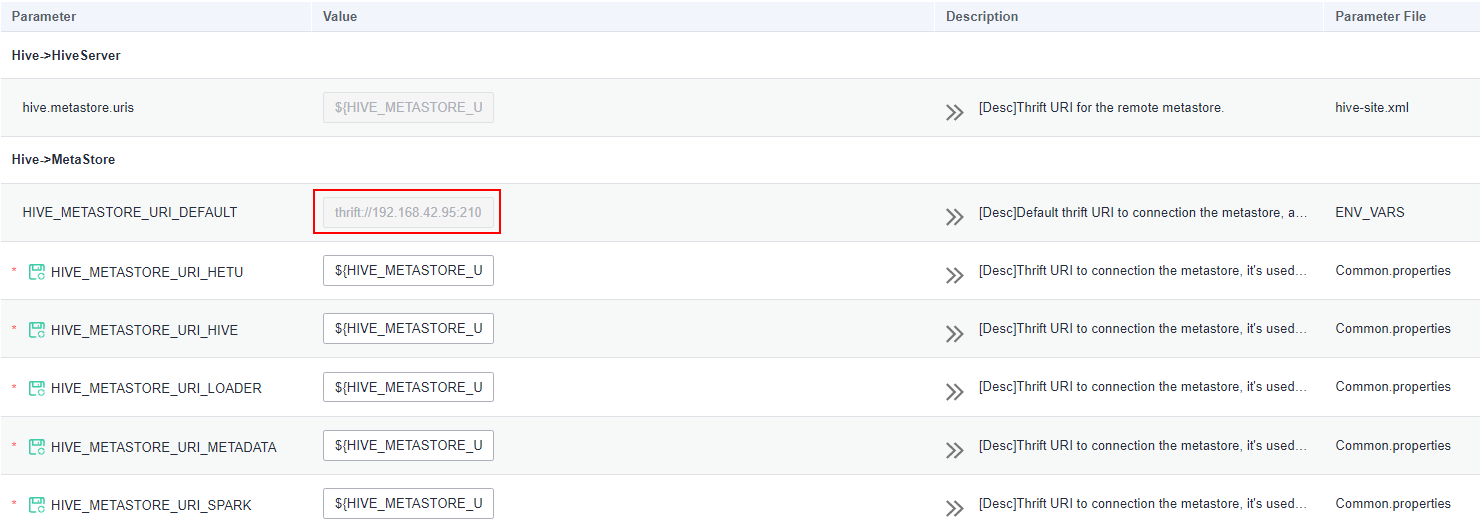 Parameter Value Description Parameter File
Hive->HiveServer
hive.metastore.uris ${HIVE_METASTORE_U [Desc]Thrift URI for the remote metastore. hive-site.xml
Hive->MetaStore
HIVE_METASTORE_URI_DEFAULT thrift://192.168.42.95:210 [Desc]Default thrift URI to connection the metastore, a... ENV_VARS
* HIVE_METASTORE_URI_HETU ${HIVE_METASTORE_U [Desc]Thrift URI to connection the metastore, it's used... Common.properties
* HIVE_METASTORE_URI_HIVE ${HIVE_METASTORE_U [Desc]Thrift URI to connection the metastore, it's used... Common.properties
* HIVE_METASTORE_URI_LOADER ${HIVE_METASTORE_U [Desc]Thrift URI to connection the metastore, it's used... Common.properties
* HIVE_METASTORE_URI_METADATA ${HIVE_METASTORE_U [Desc]Thrift URI to connection the metastore, it's used... Common.properties
* HIVE_METASTORE_URI_SPARK ${HIVE_METASTORE_U [Desc]Thrift URI to connection the metastore, it's used... Common.properties